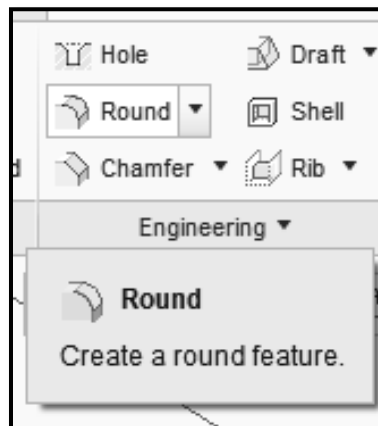 Hole Draft
Round Shell
Chamfer Rib
Engineering
Round
Create a round feature.